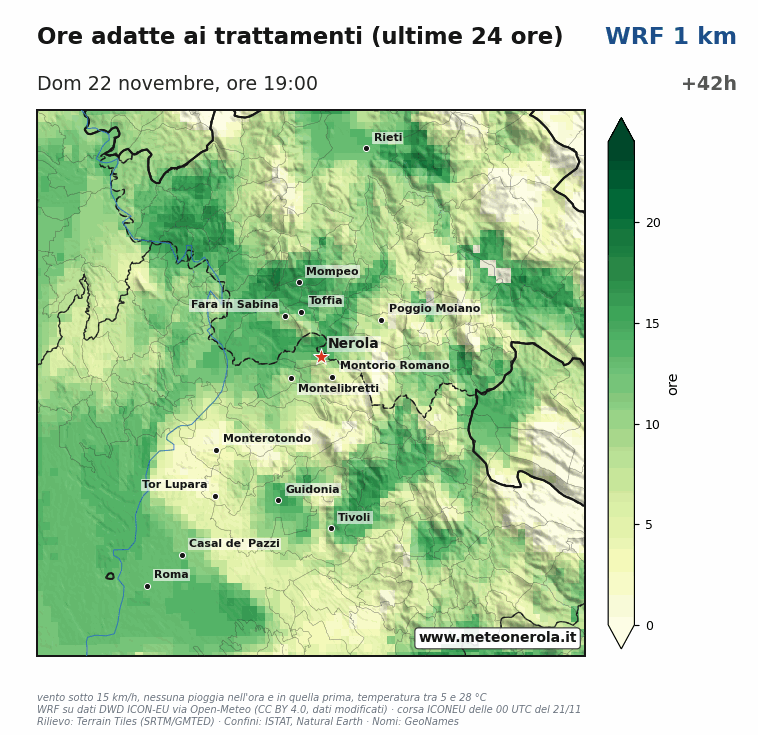 Ore adatte ai trattamenti (ultime 24 ore) WRF 1 km
Dom 22 novembre, ore 19:00 +42h
Rieti
Mompeo
Fara in Sabina Toffia
Poggio Moiano
Nerola
Montorio Romano
Montelibretti
Monterotondo
Tor Lupara
Guidonia
Tivoli
Casal de' Pazzi
Roma
www.meteonerola.it
20
15
10
5
0
ore
vento sotto 15 km/h, nessuna pioggia nell'ora e in quella prima, temperatura tra 5 e 28 °C
WRF su dati DWD ICON-EU via Open-Meteo (CC BY 4.0, dati modificati) · corsa ICONEU delle 00 UTC del 21/11
Rilievo: Terrain Tiles (SRTM/GMTED) · Confini: ISTAT, Natural Earth · Nomi: GeoNames